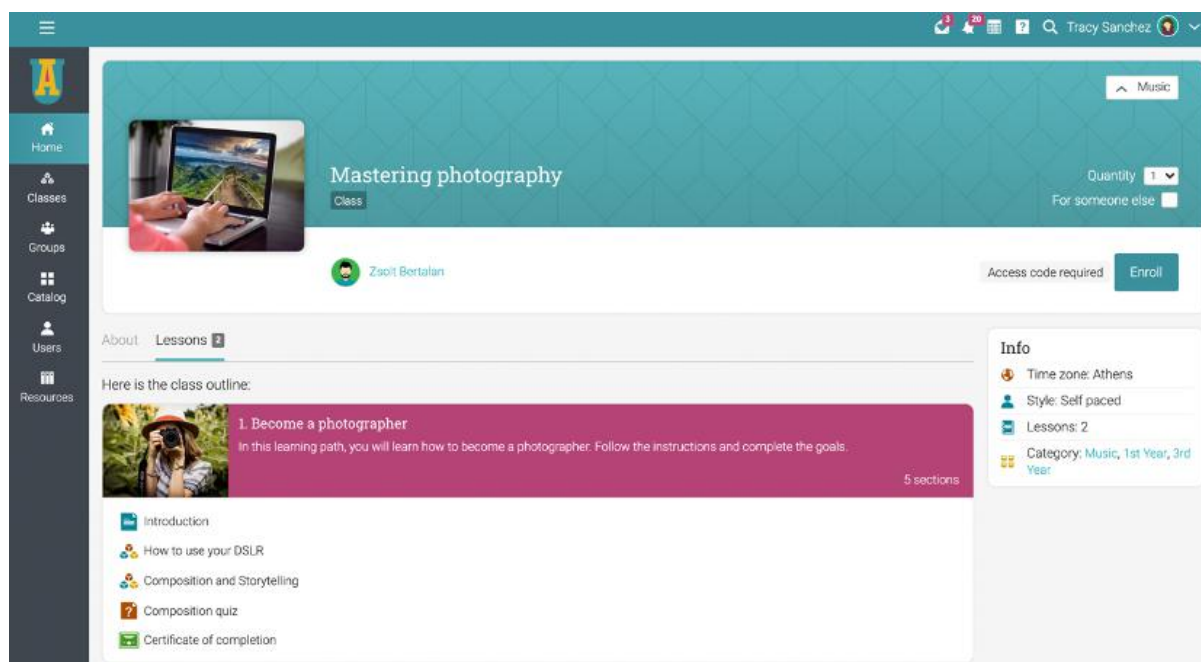 3
20
?
Tracy Sanchez
A
Music
Home
Mastering photography
Quantity 1
Class
For someone else
Classes
Groups
Zsolt Bertalan
Access code required
Enroll
Catalog
Users
About Lessons 2
Info
Time zone: Athens
Resources
Here is the class outline:
Style: Self paced
1. Become a photographer
In this learning path, you will learn how to become a photographer. Follow the instructions and complete the goals.
5 sections
Lessons: 2
Category: Music, 1st Year, 3rd
Year
Introduction
How to use your DSLR
Composition and Storytelling
? Composition quiz
Certificate of completion